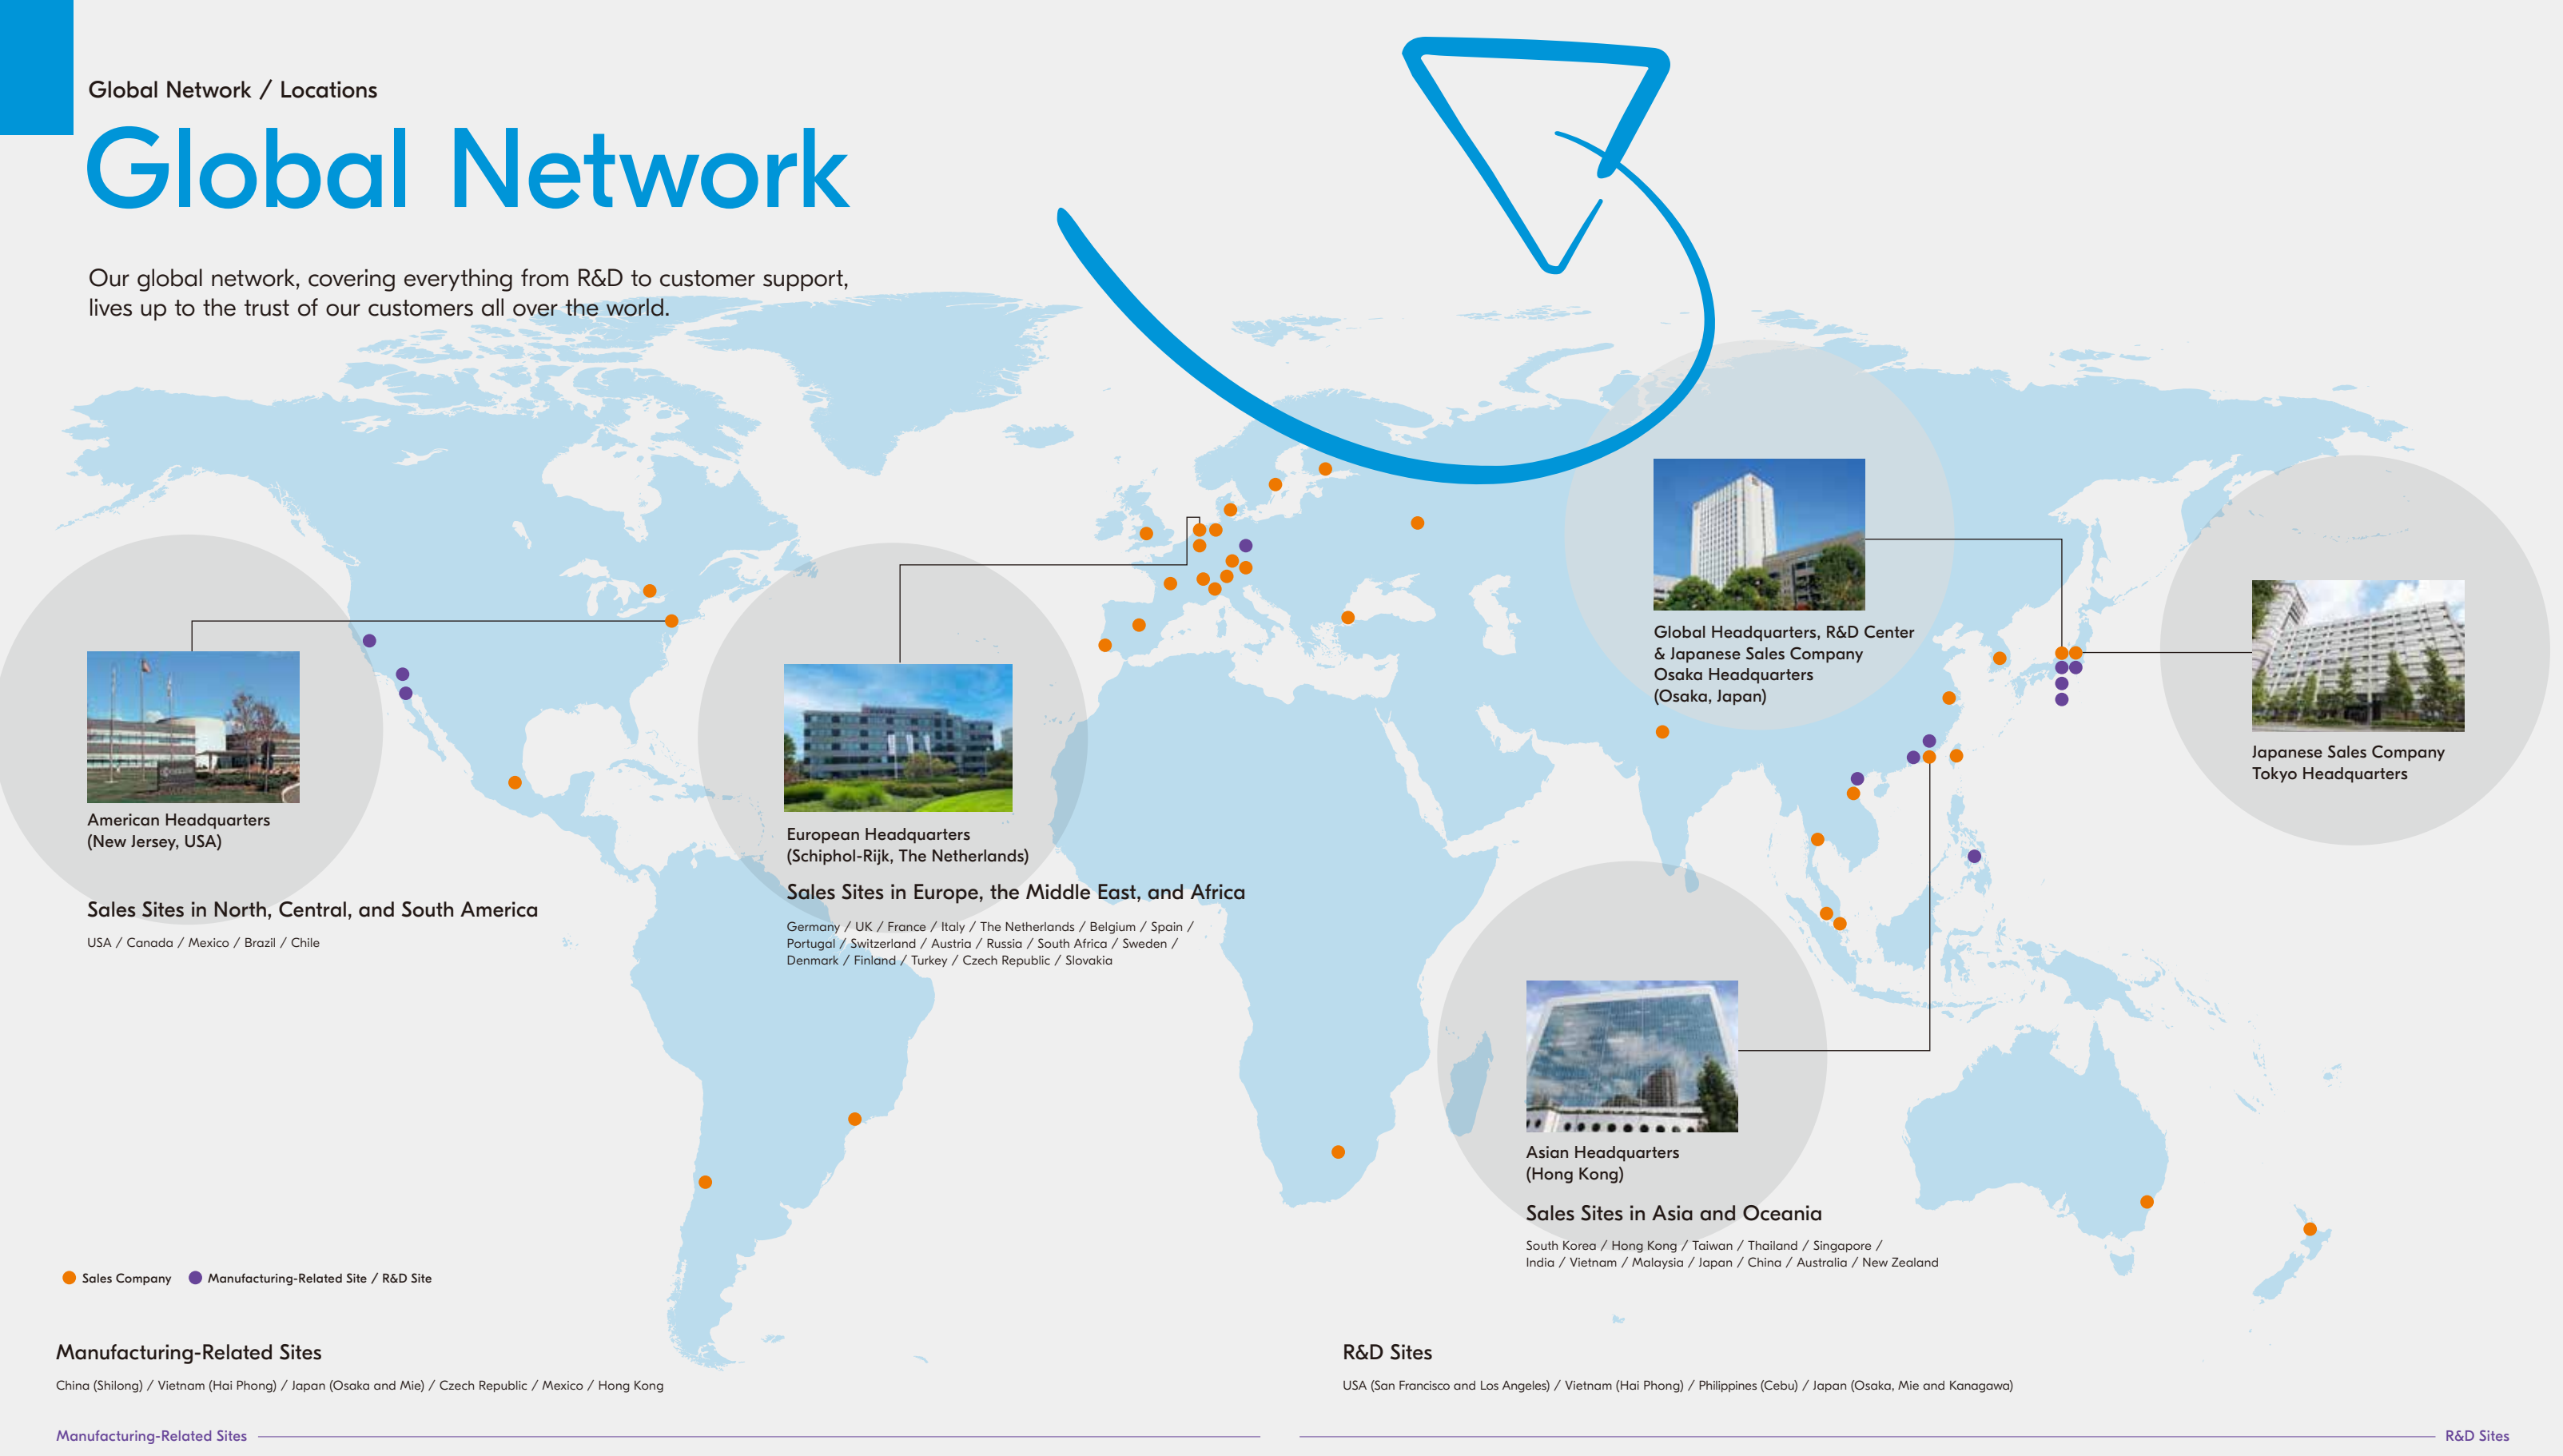 Global Network / Locations
Global Network
Our global network, covering everything from R&D to customer support,
lives up to the trust of our customers all over the world.
American Headquarters
(New Jersey, USA)
Sales Sites in North, Central, and South America
USA / Canada / Mexico / Brazil / Chile
European Headquarters
(Schiphol-Rijk, The Netherlands)
Sales Sites in Europe, the Middle East, and Africa
Germany / UK / France / Italy / The Netherlands / Belgium / Spain /
Portugal / Switzerland / Austria / Russia / South Africa / Sweden /
Denmark / Finland / Turkey / Czech Republic / Slovakia
Global Headquarters, R&D Center
& Japanese Sales Company
Osaka Headquarters
(Osaka, Japan)
Japanese Sales Company
Tokyo Headquarters
Asian Headquarters
(Hong Kong)
Sales Sites in Asia and Oceania
South Korea / Hong Kong / Taiwan / Thailand / Singapore /
India / Vietnam / Malaysia / Japan / China / Australia / New Zealand
Sales Company
Manufacturing-Related Site / R&D Site
Manufacturing-Related Sites
China (Shilong) / Vietnam (Hai Phong) / Japan (Osaka and Mie) / Czech Republic / Mexico / Hong Kong
R&D Sites
USA (San Francisco and Los Angeles) / Vietnam (Hai Phong) / Philippines (Cebu) / Japan (Osaka, Mie and Kanagawa)
Manufacturing-Related Sites
R&D Sites